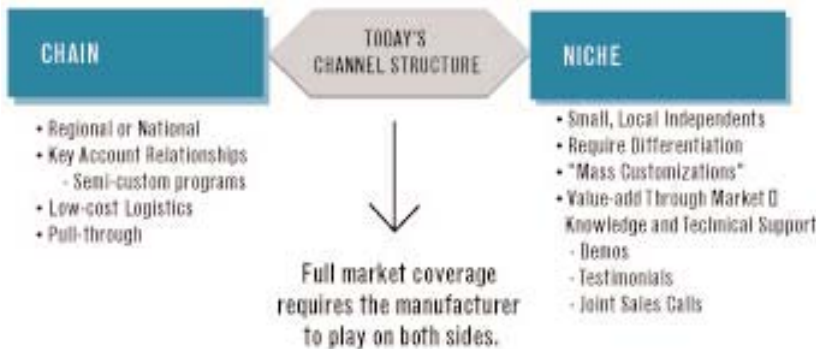 CHAIN
• Regional or National
• Key Account Relationships
- Semi-custom programs
• Low-cost Logistics
• Pull-through
TODAY'S
CHANNEL STRUCTURE
Full market coverage
requires the manufacturer
to play on both sides.
NICHE
• Small, Local Independents
• Require Differentiation
• "Mass Customizations"
• Value-add Through Market
Knowledge and Technical Support
- Demos
- Testimonials
- Joint Sales Calls